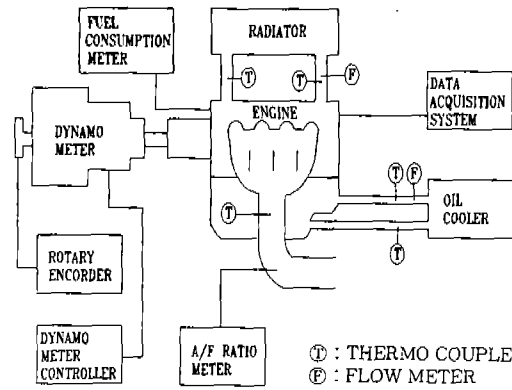 FUEL
CONSUMPTION
METER
RADIATOR
T
T
F
ENGINE
DATA
ACQUISITION
SYSTEM
DYNAMO
METER
T
F
OIL
COOLER
T
T
ROTARY
ENCORDER
DYNAMO
METER
CONTROLLER
A/F RATIO
METER
T : THERMO COUPLE
F : FLOW METER